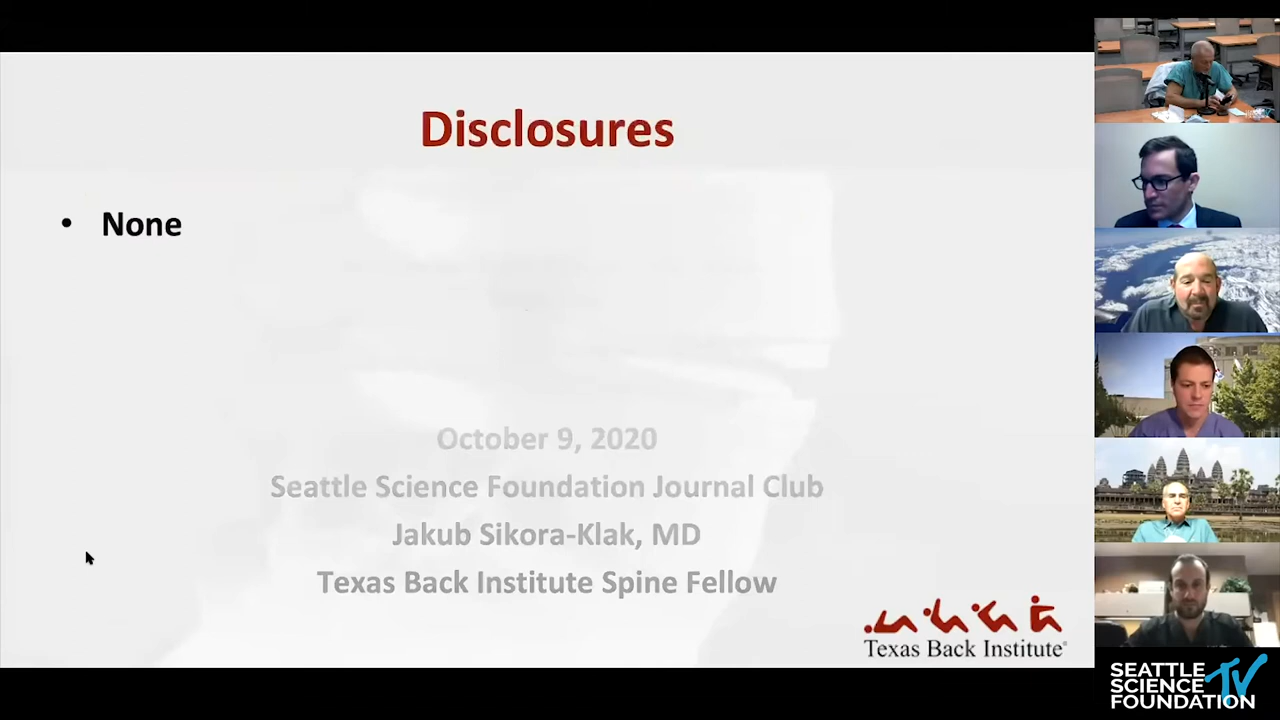 Disclosures
• None
October 9, 2020
Seattle Science Foundation Journal Club
Jakub Sikora-Klak, MD
Texas Back Institute Spine Fellow
Texas Back Institute®
SEATTLE
SCIENCE
FOUNDATION
TV